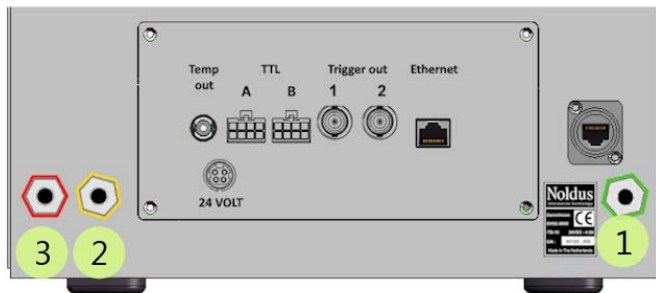 Temp out
TTL
Trigger out
Ethernet
A
B
1
2
24 VOLT
Noldus
CE
Made in The Netherlands
3
2
1